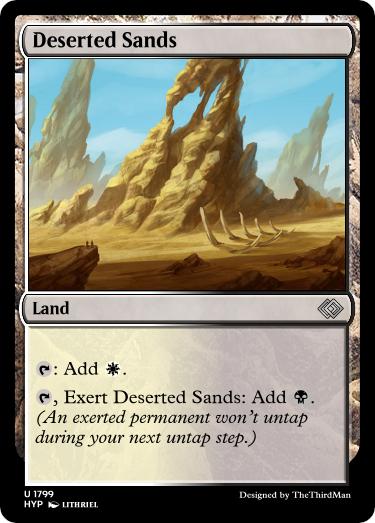 Deserted Sands
Land
: Add .
, Exert Deserted Sands: Add .
(An exerted permanent won't untap
during your next untap step.)
U 1799
HYP LITHRIEL
Designed by TheThirdMan